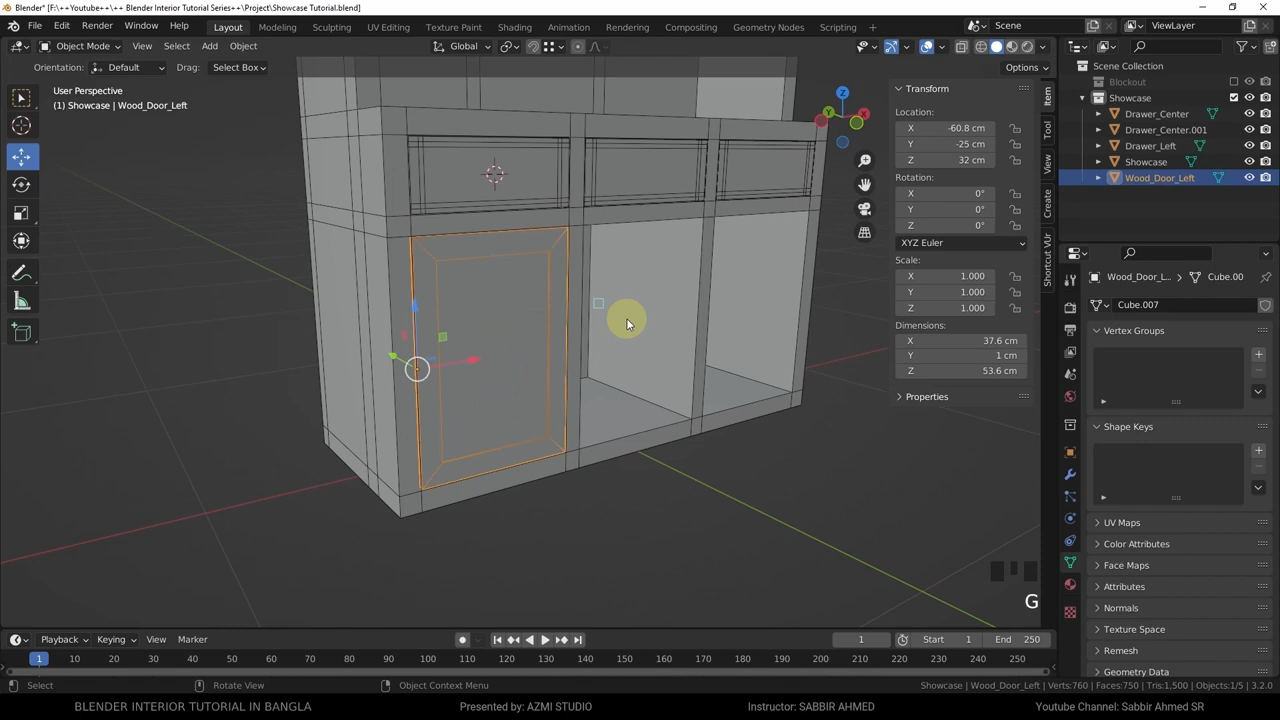 Blender* [F:\++Youtube++\++ Blender Interior Tutorial Series++\Project\Showcase Tutorial.blend]
File Edit Render Window Help Layout Modeling Sculpting UV Editing Texture Paint Shading Animation Rendering Compositing Geometry Nodes Scripting Scene ViewLayer
Object Mode View Select Add Object Global
Orientation: Default Drag: Select Box Options
User Perspective
(1) Showcase | Wood_Door_Left
Transform
Location:
X -60.8 cm
Y -25 cm
Z 32 cm
Rotation:
X 0°
Y 0°
Z 0°
XYZ Euler
Scale:
X 1.000
Y 1.000
Z 1.000
Dimensions:
X 37.6 cm
Y 1 cm
Z 53.6 cm
Properties
Item
Tool
View
Create
Shortcut VUr
Z
Y
X
Scene Collection
Blockout
Showcase
Drawer_Center
Drawer_Center.001
Drawer_Left
Showcase
Wood_Door_Left
Wood_Door_L... Cube.00
Cube.007
Vertex Groups
Shape Keys
UV Maps
Color Attributes
Face Maps
Attributes
Normals
Texture Space
Remesh
Geometry Data
G
Playback Keying View Marker 1 Start 1 End 250
1 10 20 30 40 50 60 70 80 90 100 110 120 130 140 150 160 170 180 190 200 210 220 230 240 250
Select Rotate View Object Context Menu Showcase | Wood_Door_Left | Verts:760 | Faces:750 | Tris:1,500 | Objects:1/5 | 3.2.0
BLENDER INTERIOR TUTORIAL IN BANGLA Presented by: AZMI STUDIO Instructor: SABBIR AHMED Youtube Channel: Sabbir Ahmed SR